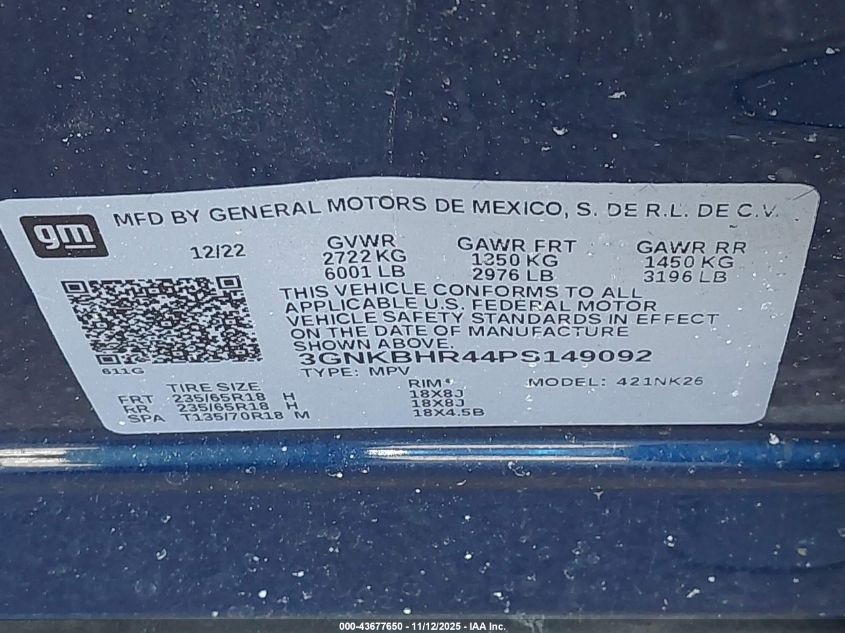 gm
MFD BY GENERAL MOTORS DE MEXICO, S. DE R.L. DE C.V.
12/22
GVWR GAWR FRT GAWR RR
2722 KG 1350 KG 1450 KG
6001 LB 2976 LB 3196 LB
THIS VEHICLE CONFORMS TO ALL
APPLICABLE U.S. FEDERAL MOTOR
VEHICLE SAFETY STANDARDS IN EFFECT
ON THE DATE OF MANUFACTURE
SHOWN ABOVE.
3GNKBHR44PS149092
611G
TYPE: MPV
TIRE SIZE RIM* MODEL: 421NK26
FRT 235/65R18 H 18X8J
RR 235/65R18 H 18X8J
SPA T135/70R18 M 18X4.5B
000-43677650 - 11/12/2025 - IAA Inc.